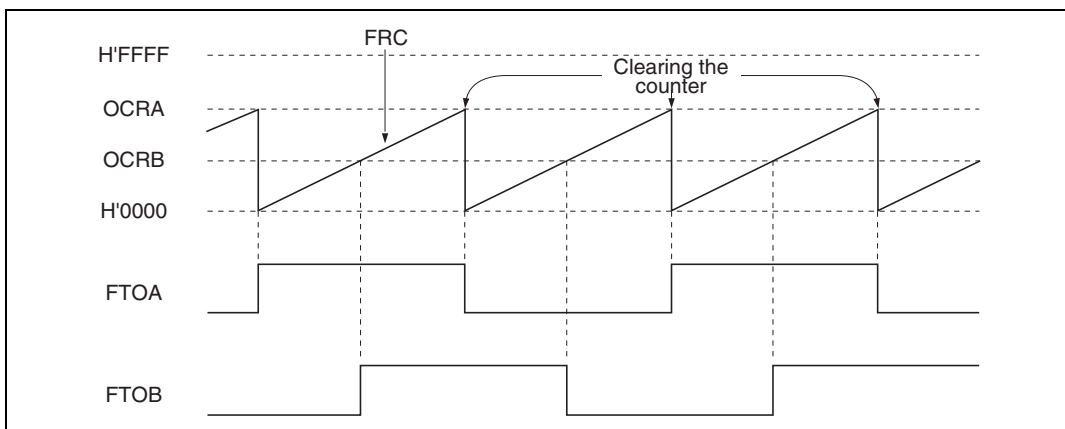 FRC
H'FFFF
Clearing the
counter
OCRA
OCRB
H'0000
FTOA
FTOB